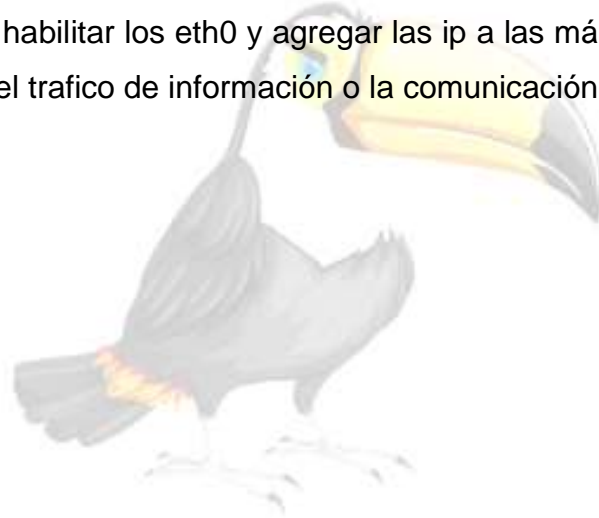 habilitar los eth0 y agregar las ip a las má
el trafico de información o la comunicación